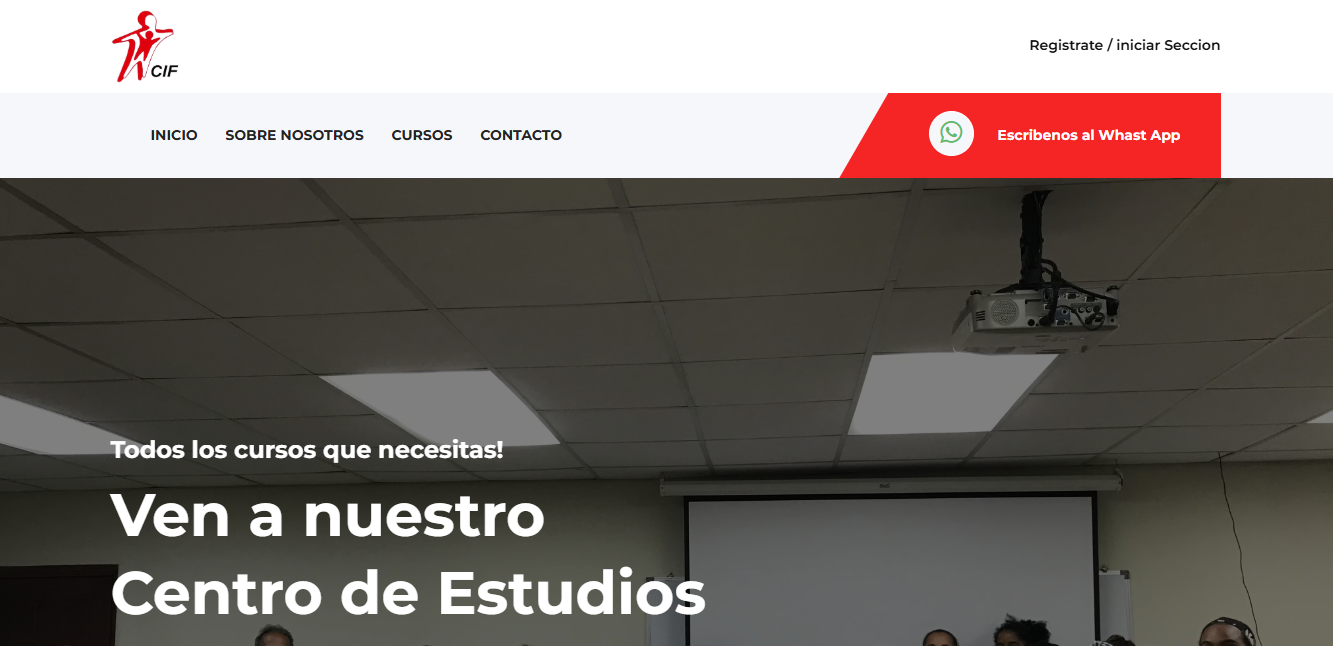 CIF
Registrate / iniciar Seccion
INICIO SOBRE NOSOTROS CURSOS CONTACTO
Escribenos al Whast App
Todos los cursos que necesitas!
Ven a nuestro
Centro de Estudios